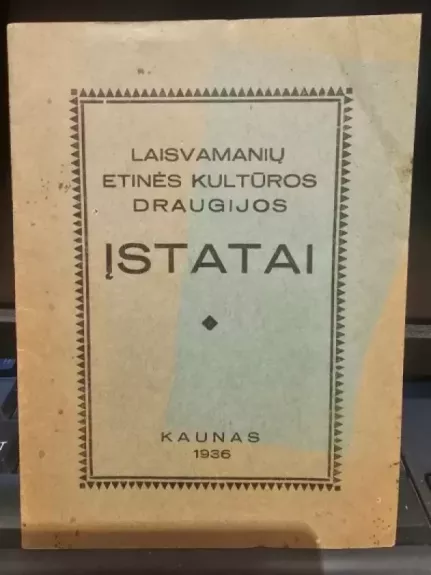 LAISVAMANIŲ
ETINĖS KULTŪROS
DRAUGIJOS
ĮSTATAI
KAUNAS
1936